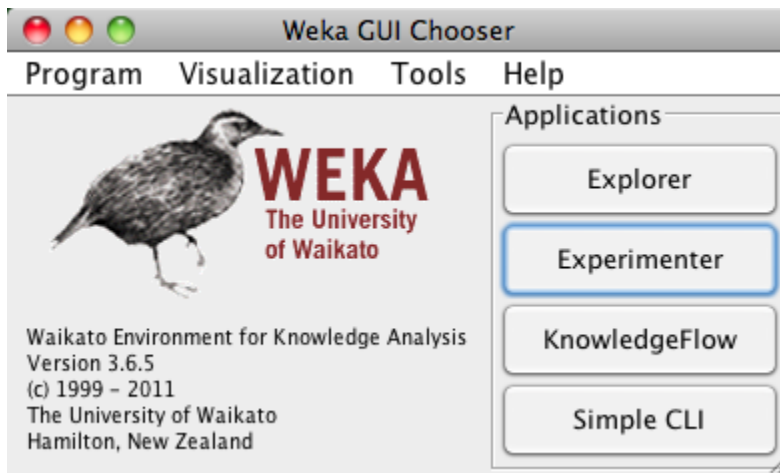 Weka GUI Chooser
Program Visualization Tools Help
WEKA
The University
of Waikato
Waikato Environment for Knowledge Analysis
Version 3.6.5
(c) 1999 – 2011
The University of Waikato
Hamilton, New Zealand
Applications
Explorer
Experimenter
KnowledgeFlow
Simple CLI